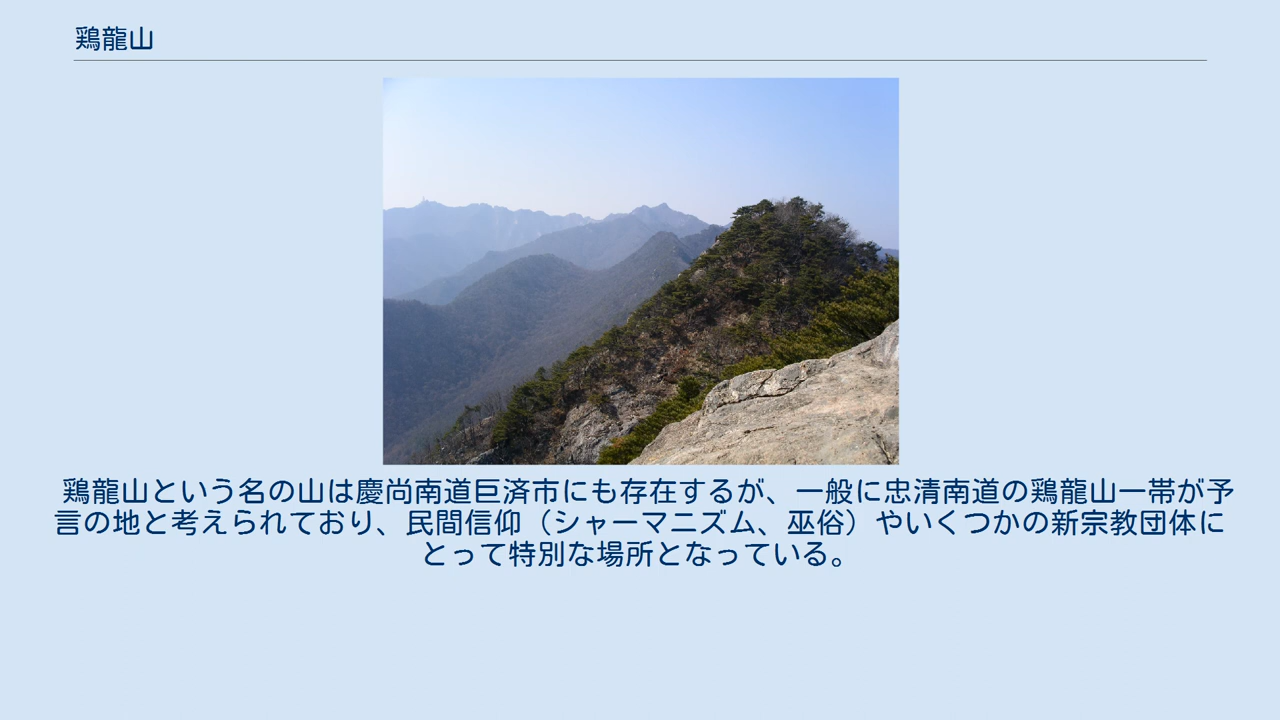 鶏龍山
鶏龍山という名の山は慶尚南道巨済市にも存在するが、一般に忠清南道の鶏龍山一帯が予
言の地と考えられており、民間信仰（シャーマニズム、巫俗）やいくつかの新宗教団体に
とって特別な場所となっている。